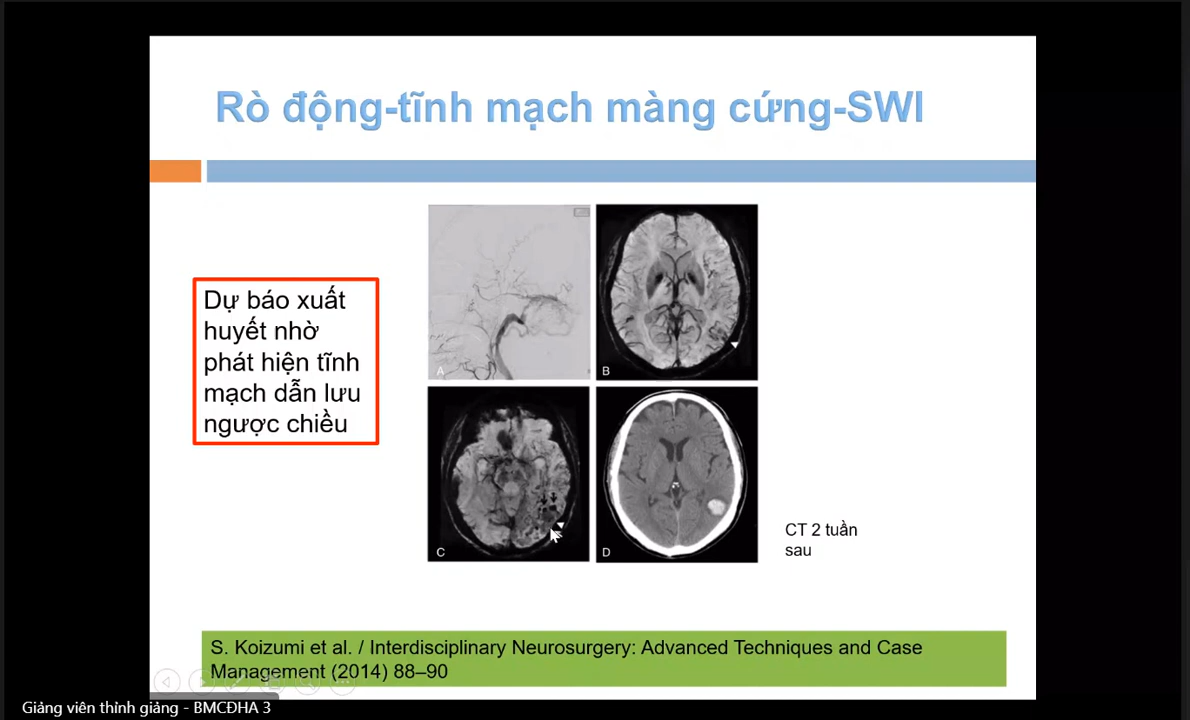 Rò động-tĩnh mạch màng cứng-SWI
Dự báo xuất
huyết nhờ
phát hiện tĩnh
mạch dẫn lưu
ngược chiều
A
B
C
D
CT 2 tuần
sau
S. Koizumi et al. / Interdisciplinary Neurosurgery: Advanced Techniques and Case
Management (2014) 88–90
Giảng viên thỉnh giảng - BMCĐHA 3